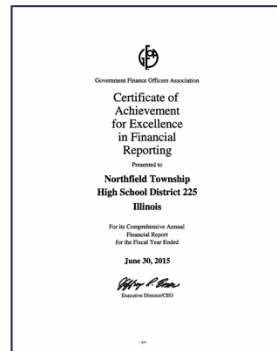 Government Finance Officers Association
Certificate of
Achievement
for Excellence
in Financial
Reporting
Presented to
Northfield Township
High School District 225
Illinois
For its Comprehensive Annual
Financial Report
for the Fiscal Year Ended
June 30, 2015
Executive Director/CEO